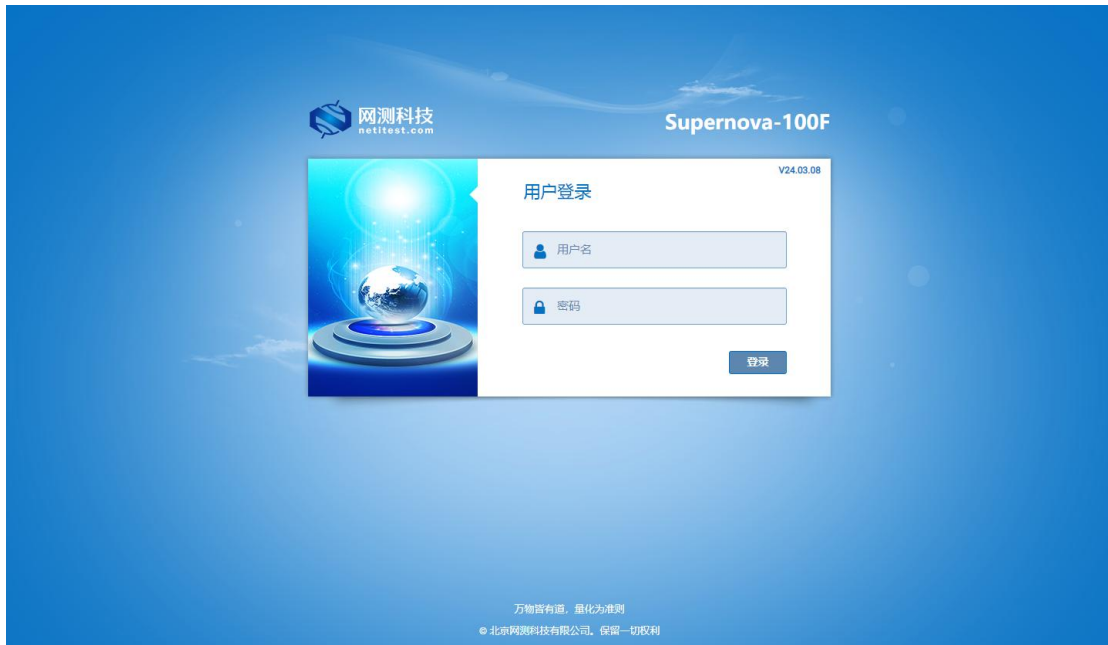 网测科技
netitest.com
Supernova-100F
V24.03.08
用户登录
用户名
密码
登录
万物皆有道，量化为准则
© 北京网测科技有限公司。保留一切权利